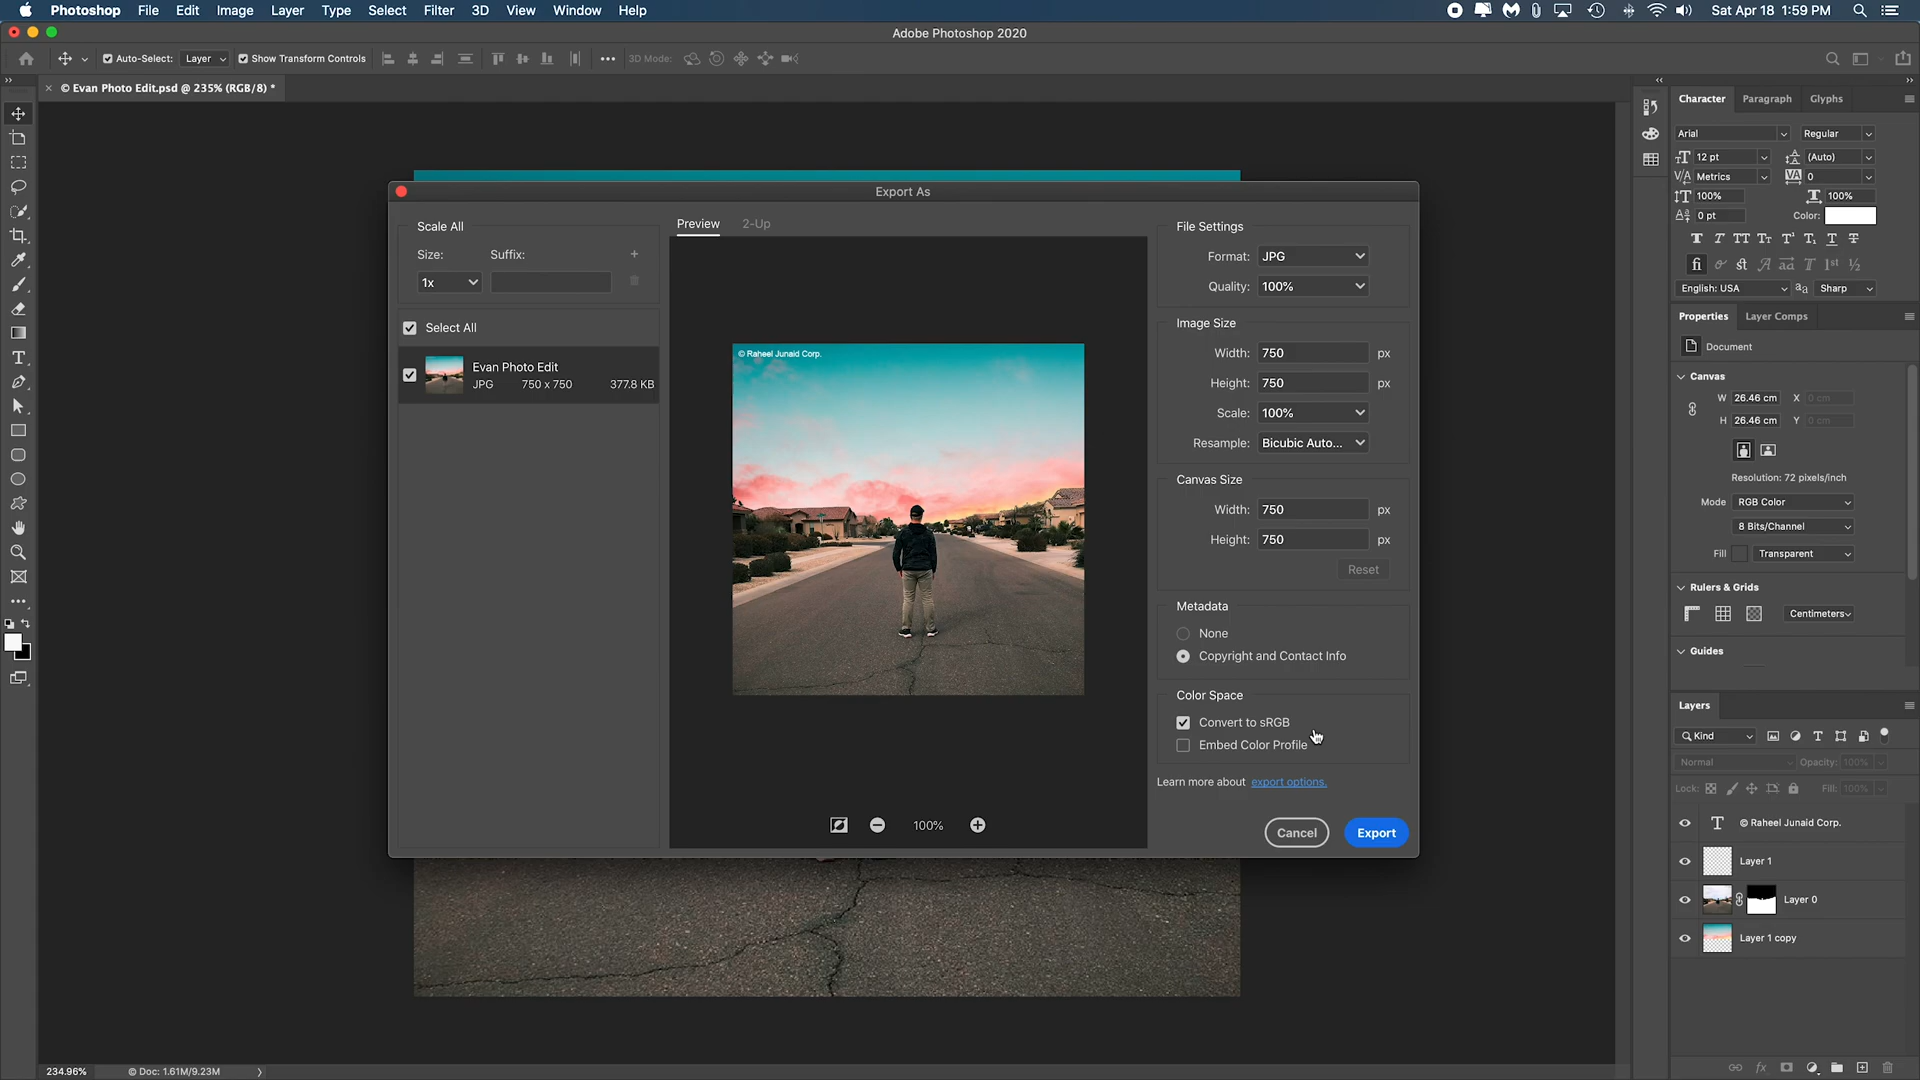 Photoshop File Edit Image Layer Type Select Filter 3D View Window Help Sat Apr 18 1:59 PM
Adobe Photoshop 2020
Auto-Select: Layer Show Transform Controls 3D Mode:
© Evan Photo Edit.psd @ 235% (RGB/8) *
Export As
Scale All
Size: Suffix:
1x
Select All
Evan Photo Edit
JPG 750 x 750 377.8 KB
Preview 2-Up
© Raheel Junaid Corp.
100%
File Settings
Format: JPG
Quality: 100%
Image Size
Width: 750 px
Height: 750 px
Scale: 100%
Resample: Bicubic Auto...
Canvas Size
Width: 750 px
Height: 750 px
Reset
Metadata
None
Copyright and Contact Info
Color Space
Convert to sRGB
Embed Color Profile
Learn more about export options.
Cancel Export
Character Paragraph Glyphs
Arial Regular
12 pt (Auto)
Metrics 0
100% 100%
0 pt Color:
English: USA Sharp
Properties Layer Comps
Document
Canvas
W 26.46 cm X 0 cm
H 26.46 cm Y 0 cm
Resolution: 72 pixels/inch
Mode RGB Color
8 Bits/Channel
Fill Transparent
Rulers & Grids
Centimeters
Guides
Layers
Kind
Normal Opacity: 100%
Lock: Fill: 100%
© Raheel Junaid Corp.
Layer 1
Layer 0
Layer 1 copy
234.96% © Doc: 1.61M/9.23M